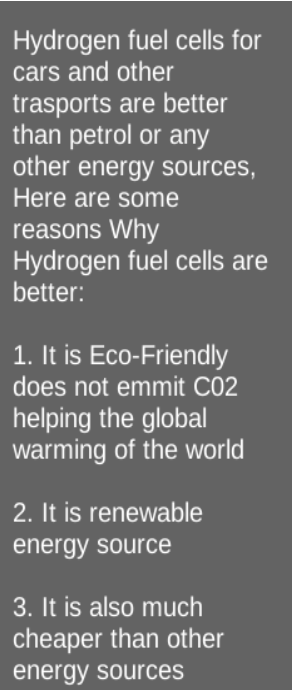 Hydrogen fuel cells for
cars and other
trasports are better
than petrol or any
other energy sources,
Here are some
reasons Why
Hydrogen fuel cells are
better:
1. It is Eco-Friendly
does not emmit C02
helping the global
warming of the world
2. It is renewable
energy source
3. It is also much
cheaper than other
energy sources